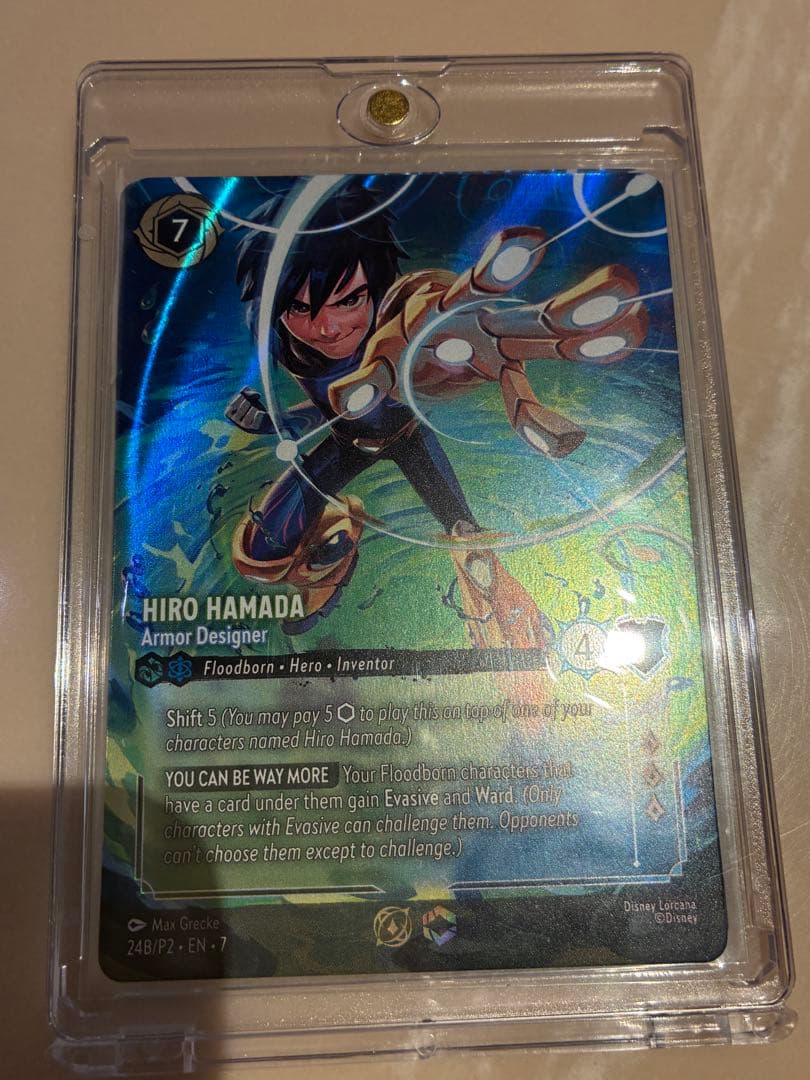 7
HIRO HAMADA
Armor Designer
4
Floodborn • Hero • Inventor
Shift 5 (You may pay 5 to play this on top of one of your
characters named Hiro Hamada.)
YOU CAN BE WAY MORE Your Floodborn characters that
have a card under them gain Evasive and Ward. (Only
characters with Evasive can challenge them. Opponents
can't choose them except to challenge.)
Max Grecke
24B/P2 • EN • 7
Disney Lorcana
©Disney